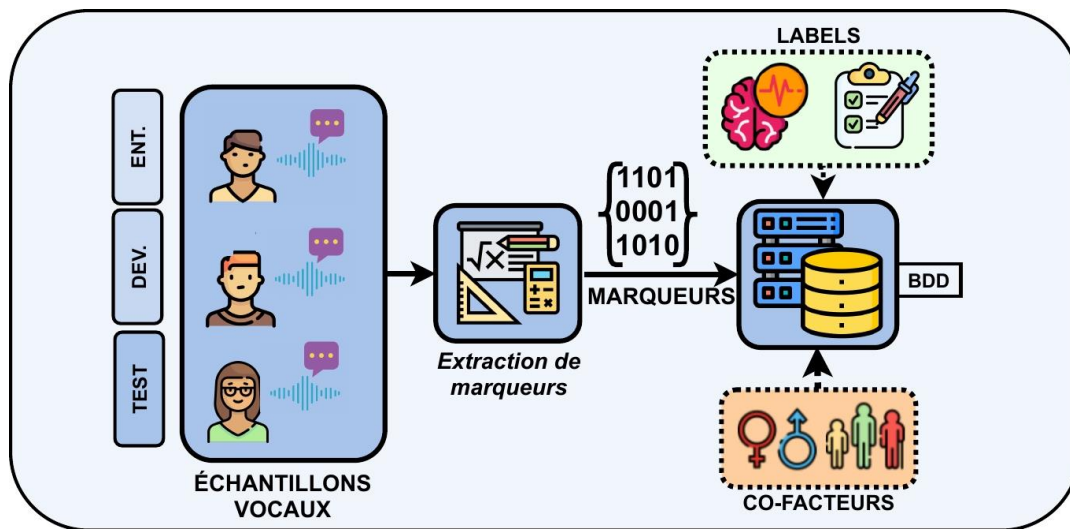 LABELS
ENT.
DEV.
TEST
1101
0001
1010
MARQUEURS
BDD
Extraction de
marqueurs
ÉCHANTILLONS
VOCAUX
CO-FACTEURS